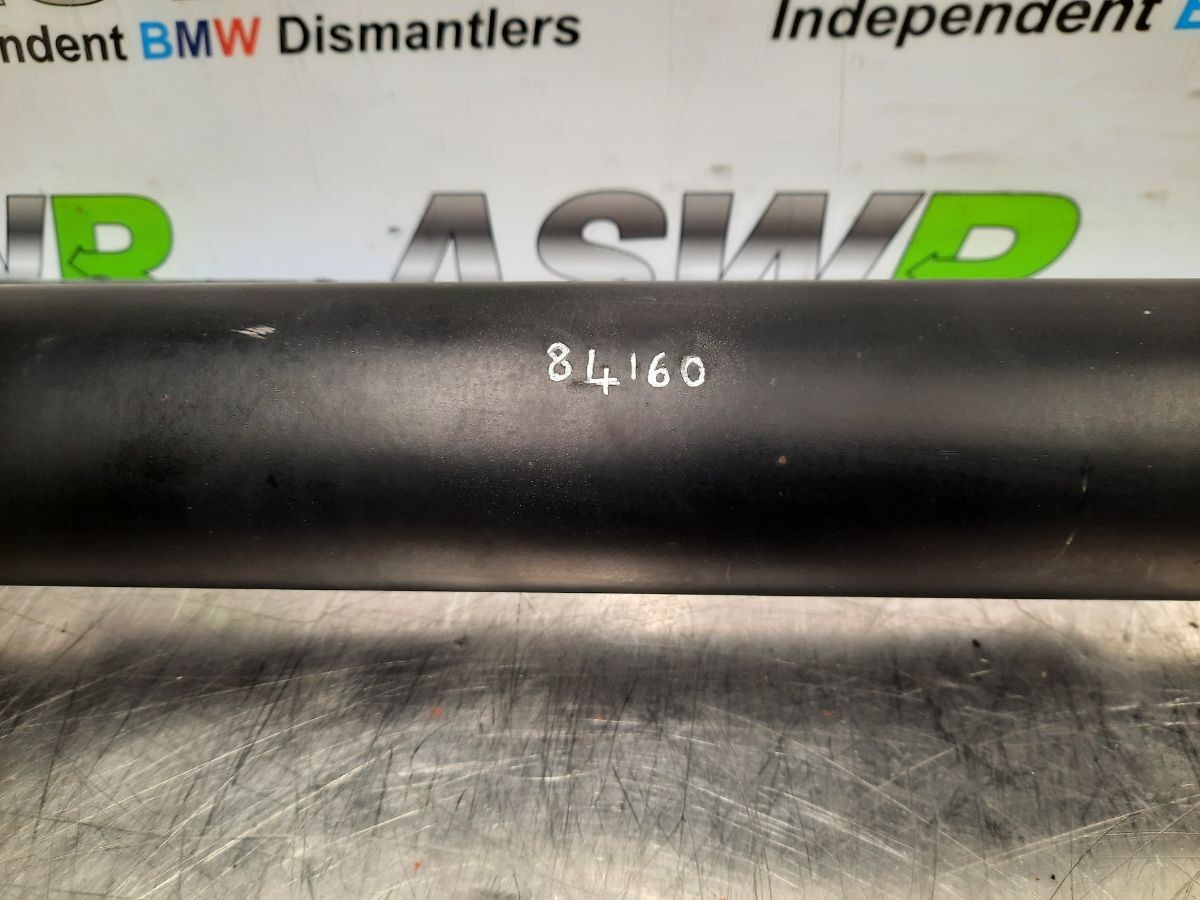 ndent BMW Dismantlers
Independent
ASWR
84160